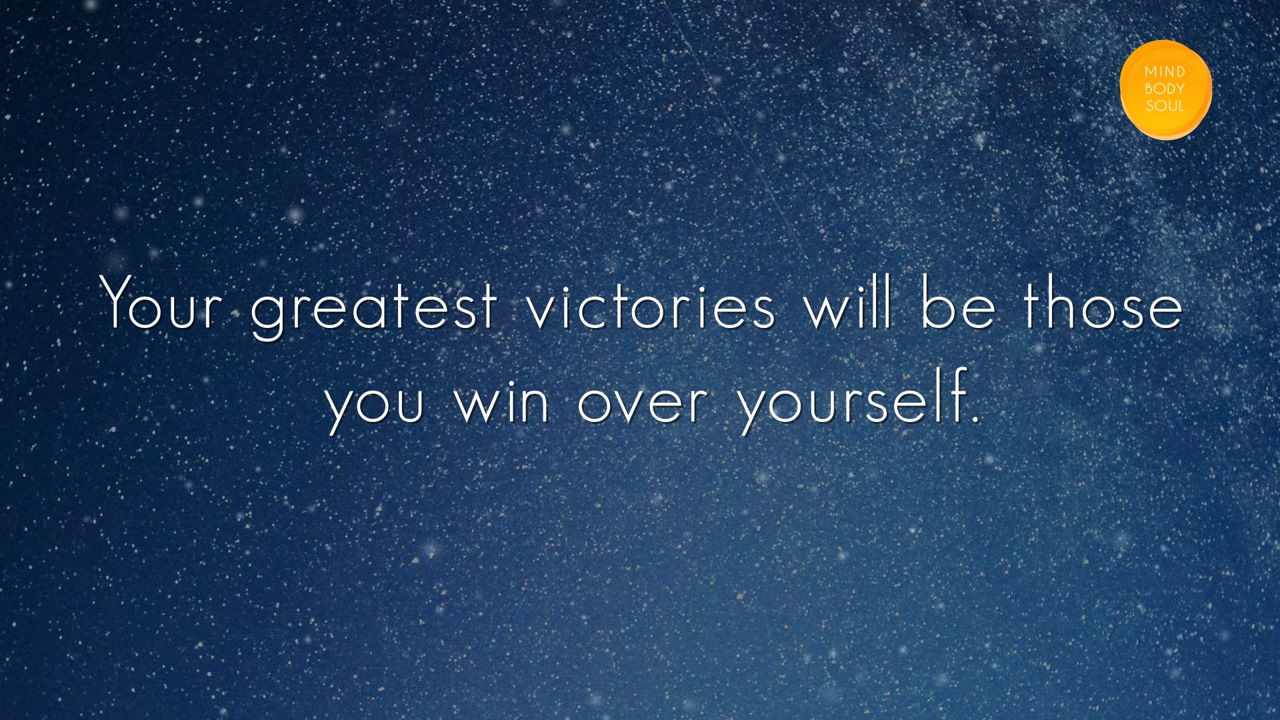 MIND
BODY
SOUL
Your greatest victories will be those
you win over yourself.